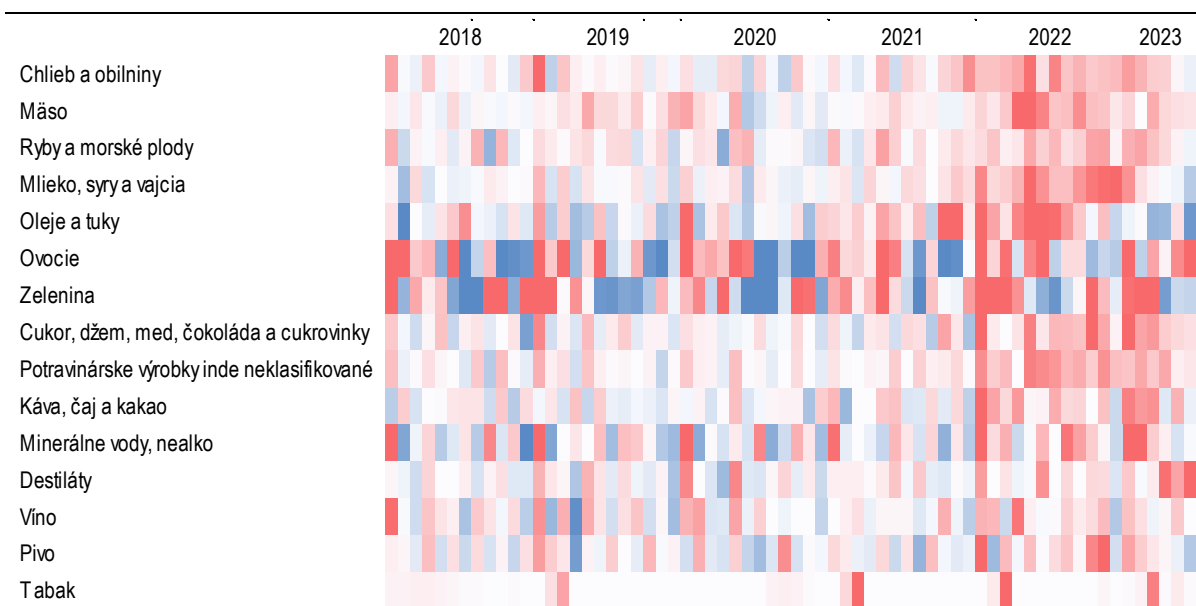 2018 2019 2020 2021 2022 2023
Chlieb a obilniny
Mäso
Ryby a morské plody
Mlieko, syry a vajcia
Oleje a tuky
Ovocie
Zelenina
Cukor, džem, med, čokoláda a cukrovinky
Potravinárske výrobky inde neklasifikované
Káva, čaj a kakao
Minerálne vody, nealko
Destiláty
Víno
Pivo
Tabak